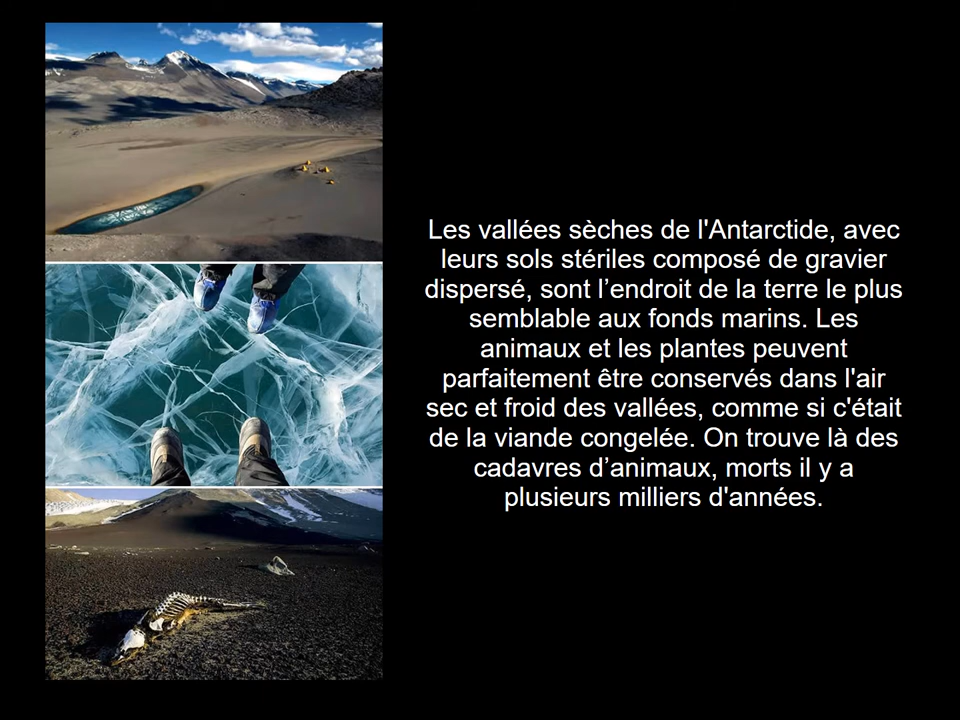 Les vallées sèches de l'Antarctide, avec
leurs sols stériles composé de gravier
dispersé, sont l’endroit de la terre le plus
semblable aux fonds marins. Les
animaux et les plantes peuvent
parfaitement être conservés dans l'air
sec et froid des vallées, comme si c'était
de la viande congelée. On trouve là des
cadavres d’animaux, morts il y a
plusieurs milliers d'années.